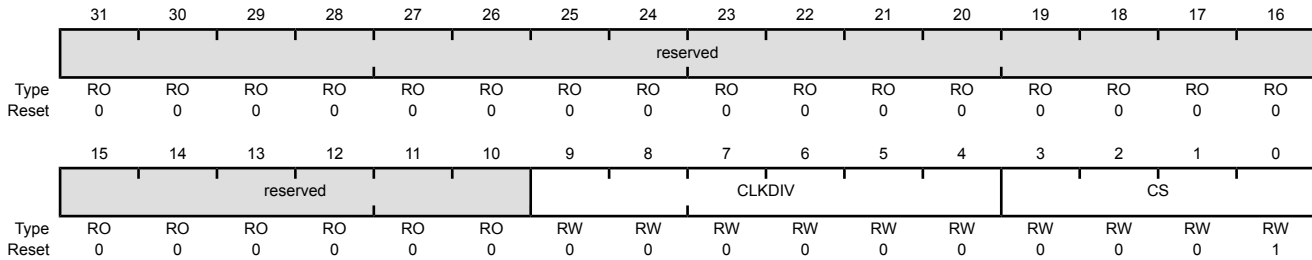 31 30 29 28 27 26 25 24 23 22 21 20 19 18 17 16
reserved
Type RO RO RO RO RO RO RO RO RO RO RO RO RO RO RO RO
Reset 0 0 0 0 0 0 0 0 0 0 0 0 0 0 0 0
15 14 13 12 11 10 9 8 7 6 5 4 3 2 1 0
reserved CLKDIV CS
Type RO RO RO RO RO RO RW RW RW RW RW RW RW RW RW RW
Reset 0 0 0 0 0 0 0 0 0 0 0 0 0 0 0 1